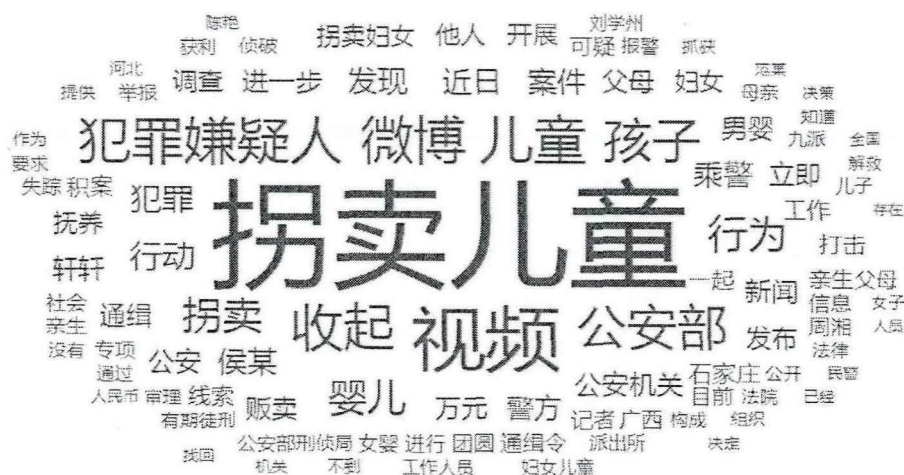 陈艳 获利 侦破 拐卖妇女 他人 开展 刘学州 可疑 报警 抓获
河北 提供 举报 调查 进一步 发现 近日 案件 父母 妇女 范某 母亲 决策
作为 要求 犯罪嫌疑人 微博 儿童 孩子 男婴 知道 九派 全国
失踪 积案 犯罪 拐卖儿童 乘警 立即 解救 儿子
抚养 行为 工作 存在 打击
轩轩 行动 一起 新闻 亲生父母
社会 亲生 通缉 拐卖 收起 视频 公安部 发布 信息 女子 周湘 人员
没有 专项 通过 公安 侯某 公安机关 石家庄 公开 法律 民警
人民币 审理 线索 贩卖 婴儿 万元 警方 目前 法院 已经
有期徒刑 记者 广西 构成 组织
找回 公安部刑侦局 女婴 进行 团圆 通缉令 派出所 决定
机关 不到 工作人员 妇女儿童